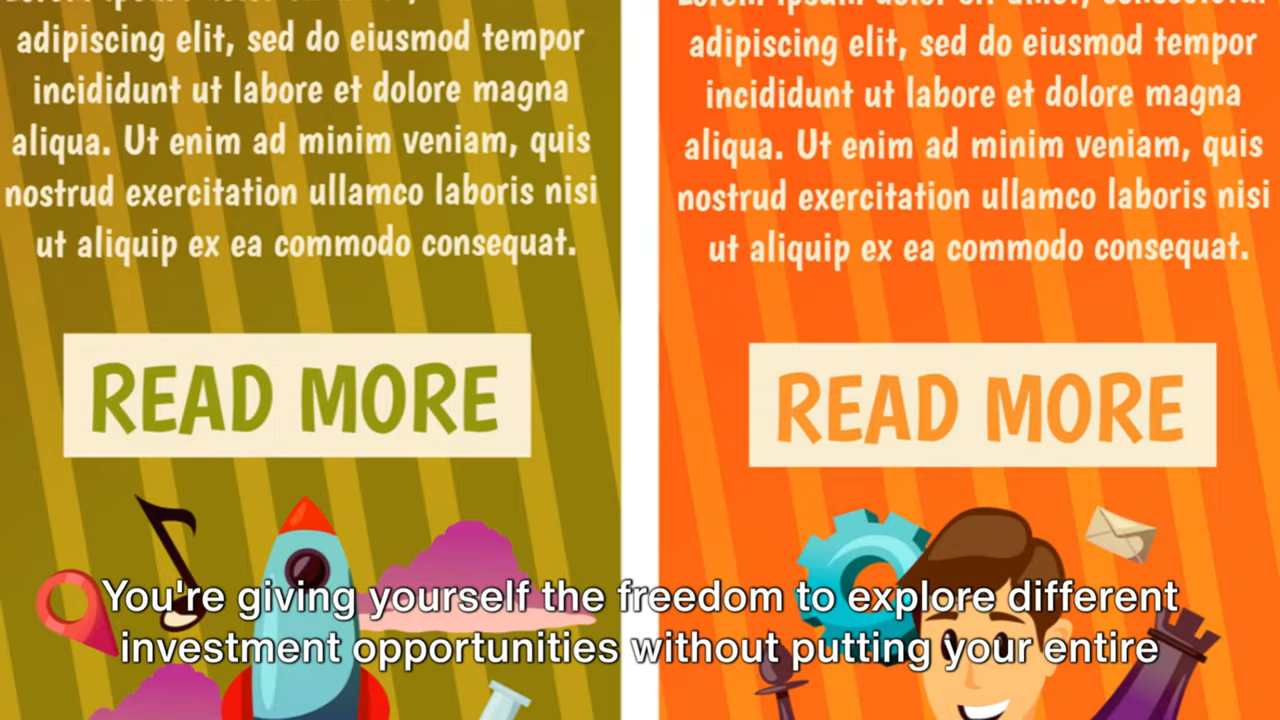 adipiscing elit, sed do eiusmod tempor
incididunt ut labore et dolore magna
aliqua. Ut enim ad minim veniam, quis
nostrud exercitation ullamco laboris nisi
ut aliquip ex ea commodo consequat.
READ MORE
adipiscing elit, sed do eiusmod tempor
incididunt ut labore et dolore magna
aliqua. Ut enim ad minim veniam, quis
nostrud exercitation ullamco laboris nisi
ut aliquip ex ea commodo consequat.
READ MORE
You're giving yourself the freedom to explore different
investment opportunities without putting your entire